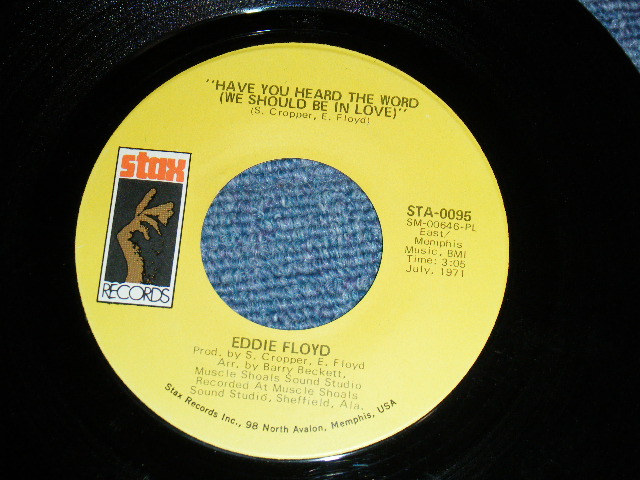 "HAVE YOU HEARD THE WORD
(WE SHOULD BE IN LOVE)"
(S. Cropper, E. Floyd)
stax
RECORDS
STA-0095
SM-00646-PL
East/
Memphis
Music, BMI
Time: 3:05
July, 1971
EDDIE FLOYD
Prod. by S. Cropper, E. Floyd
Arr. by Barry Beckett,
Muscle Shoals Sound Studio
Recorded At Muscle Shoals
Sound Studio, Sheffield, Ala.
Stax Records Inc., 98 North Avalon, Memphis, USA